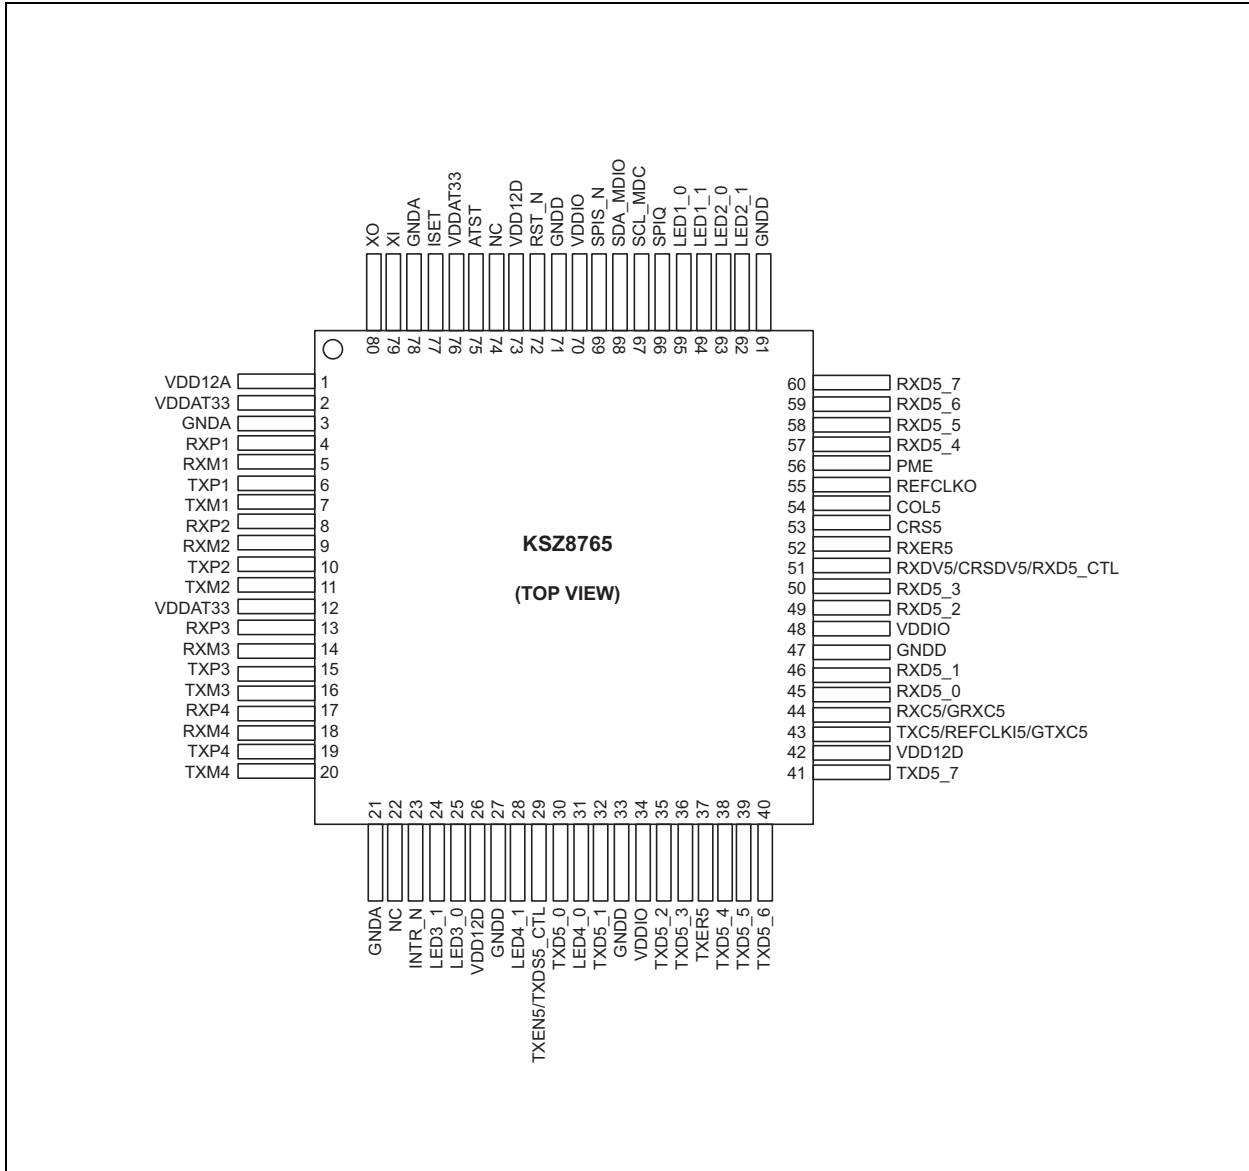 XO
XI
GNDA
ISET
VDDAT33
ATST
NC
VDD12D
RST_N
GNDD
VDDIO
SPIS_N
SDA_MDIO
SCL_MDC
SPIQ
LED1_0
LED1_1
LED2_0
LED2_1
GNDD
80
79
78
77
76
75
74
73
72
71
70
69
68
67
66
65
64
63
62
61
VDD12A 1
VDDAT33 2
GNDA 3
RXP1 4
RXM1 5
TXP1 6
TXM1 7
RXP2 8
RXM2 9
TXP2 10
TXM2 11
VDDAT33 12
RXP3 13
RXM3 14
TXP3 15
TXM3 16
RXP4 17
RXM4 18
TXP4 19
TXM4 20
KSZ8765
(TOP VIEW)
60 RXD5_7
59 RXD5_6
58 RXD5_5
57 RXD5_4
56 PME
55 REFCLKO
54 COL5
53 CRS5
52 RXER5
51 RXDV5/CRSDV5/RXD5_CTL
50 RXD5_3
49 RXD5_2
48 VDDIO
47 GNDD
46 RXD5_1
45 RXD5_0
44 RXC5/GRXC5
43 TXC5/REFCLKI5/GTXC5
42 VDD12D
41 TXD5_7
21
22
23
24
25
26
27
28
29
30
31
32
33
34
35
36
37
38
39
40
GNDA
NC
INTR_N
LED3_1
LED3_0
VDD12D
GNDD
LED4_1
TXEN5/TXDS5_CTL
TXD5_0
LED4_0
TXD5_1
GNDD
VDDIO
TXD5_2
TXD5_3
TXER5
TXD5_4
TXD5_5
TXD5_6